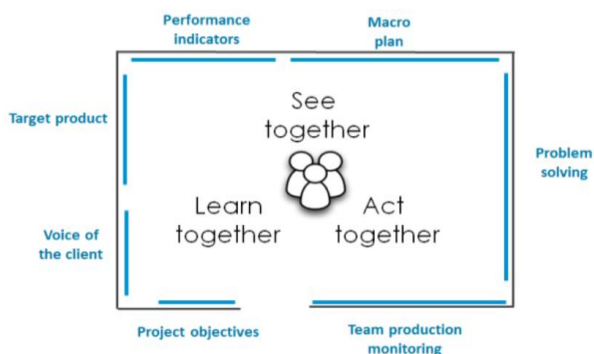 Performance
indicators
Macro
plan
Target product
See
together
Problem
solving
Learn
together
Act
together
Voice of
the client
Project objectives
Team production
monitoring